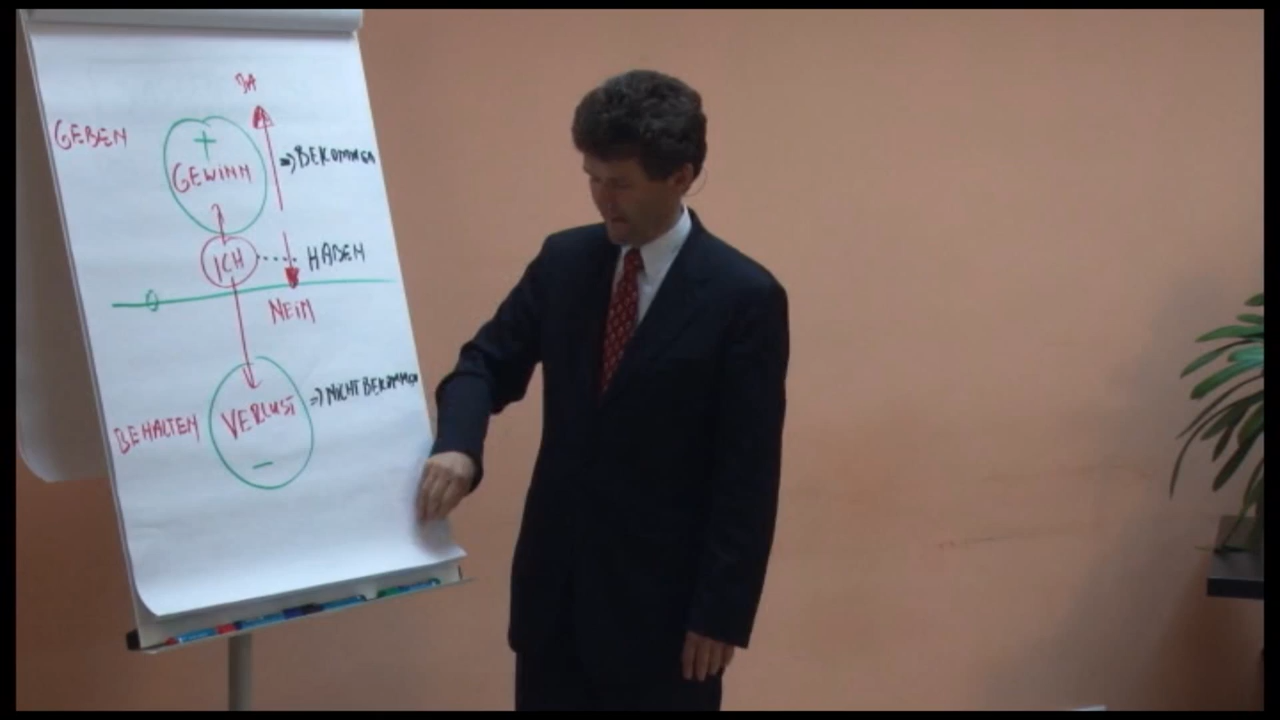 JA
GEBEN
+
GEWINN
⇒ BEKOMMEN
ICH .... HABEN
0
NEIN
⇒ NICHT BEKOMMEN
BEHALTEN
VERLUST
–